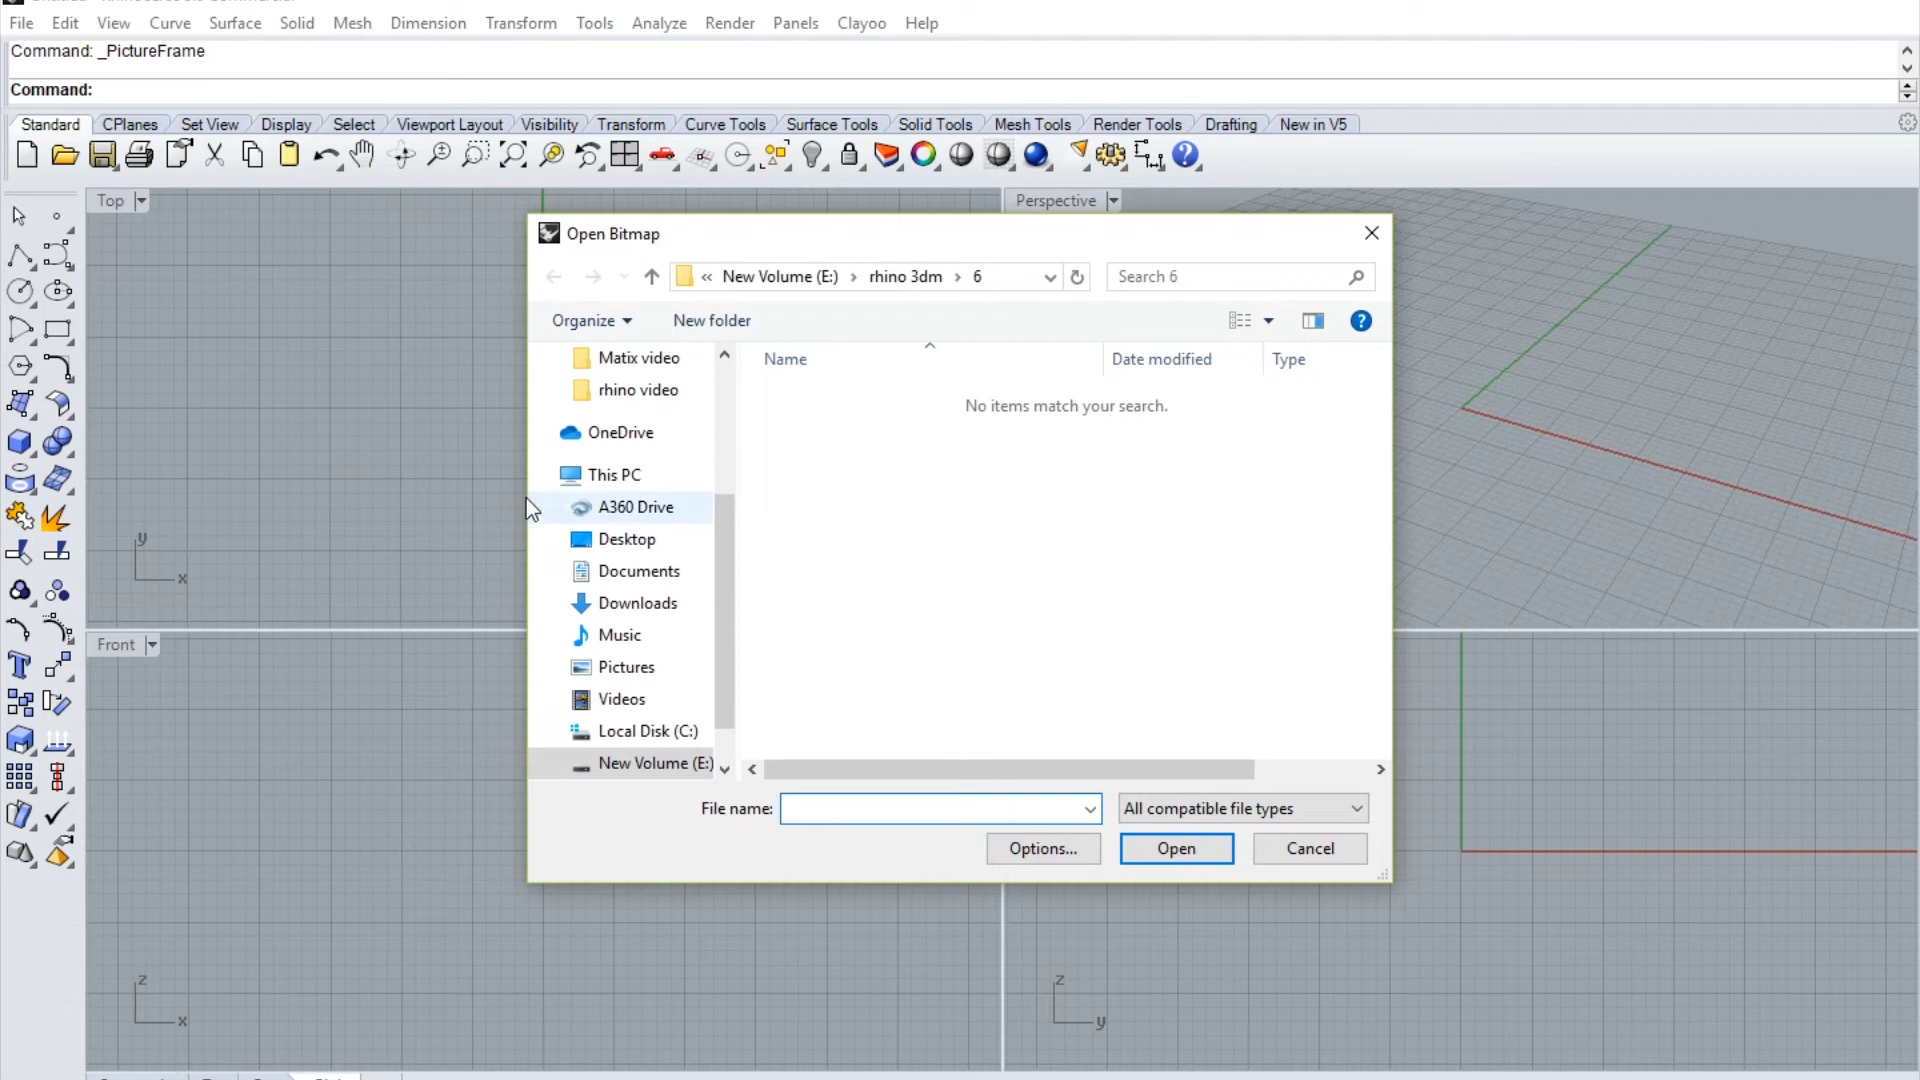 File Edit View Curve Surface Solid Mesh Dimension Transform Tools Analyze Render Panels Clayoo Help
Command: _PictureFrame
Command:
Standard CPlanes Set View Display Select Viewport Layout Visibility Transform Curve Tools Surface Tools Solid Tools Mesh Tools Render Tools Drafting New in V5
Top
Perspective
Open Bitmap
« New Volume (E:) › rhino 3dm › 6
Search 6
Organize
New folder
Matix video
rhino video
OneDrive
This PC
A360 Drive
Desktop
Documents
Downloads
Music
Pictures
Videos
Local Disk (C:)
New Volume (E:)
Name Date modified Type
No items match your search.
File name:
All compatible file types
Options... Open Cancel
y
x
Front
z
x
z
y